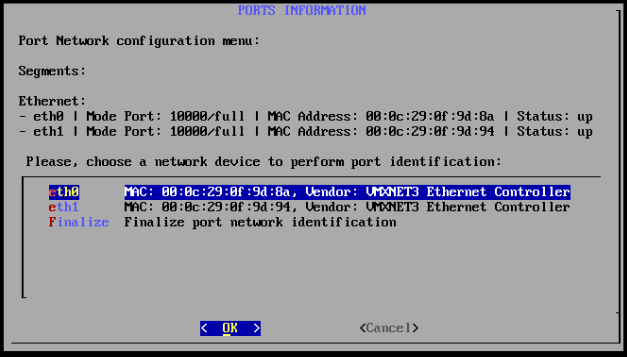 PORTS INFORMATION
Port Network configuration menu:
Segments:
Ethernet:
- eth0 | Mode Port: 10000/full | MAC Address: 00:0c:29:0f:9d:8a | Status: up
- eth1 | Mode Port: 10000/full | MAC Address: 00:0c:29:0f:9d:94 | Status: up
Please, choose a network device to perform port identification:
eth0 MAC: 00:0c:29:0f:9d:8a, Vendor: VMXNET3 Ethernet Controller
eth1 MAC: 00:0c:29:0f:9d:94, Vendor: VMXNET3 Ethernet Controller
Finalize Finalize port network identification
< OK > <Cancel>